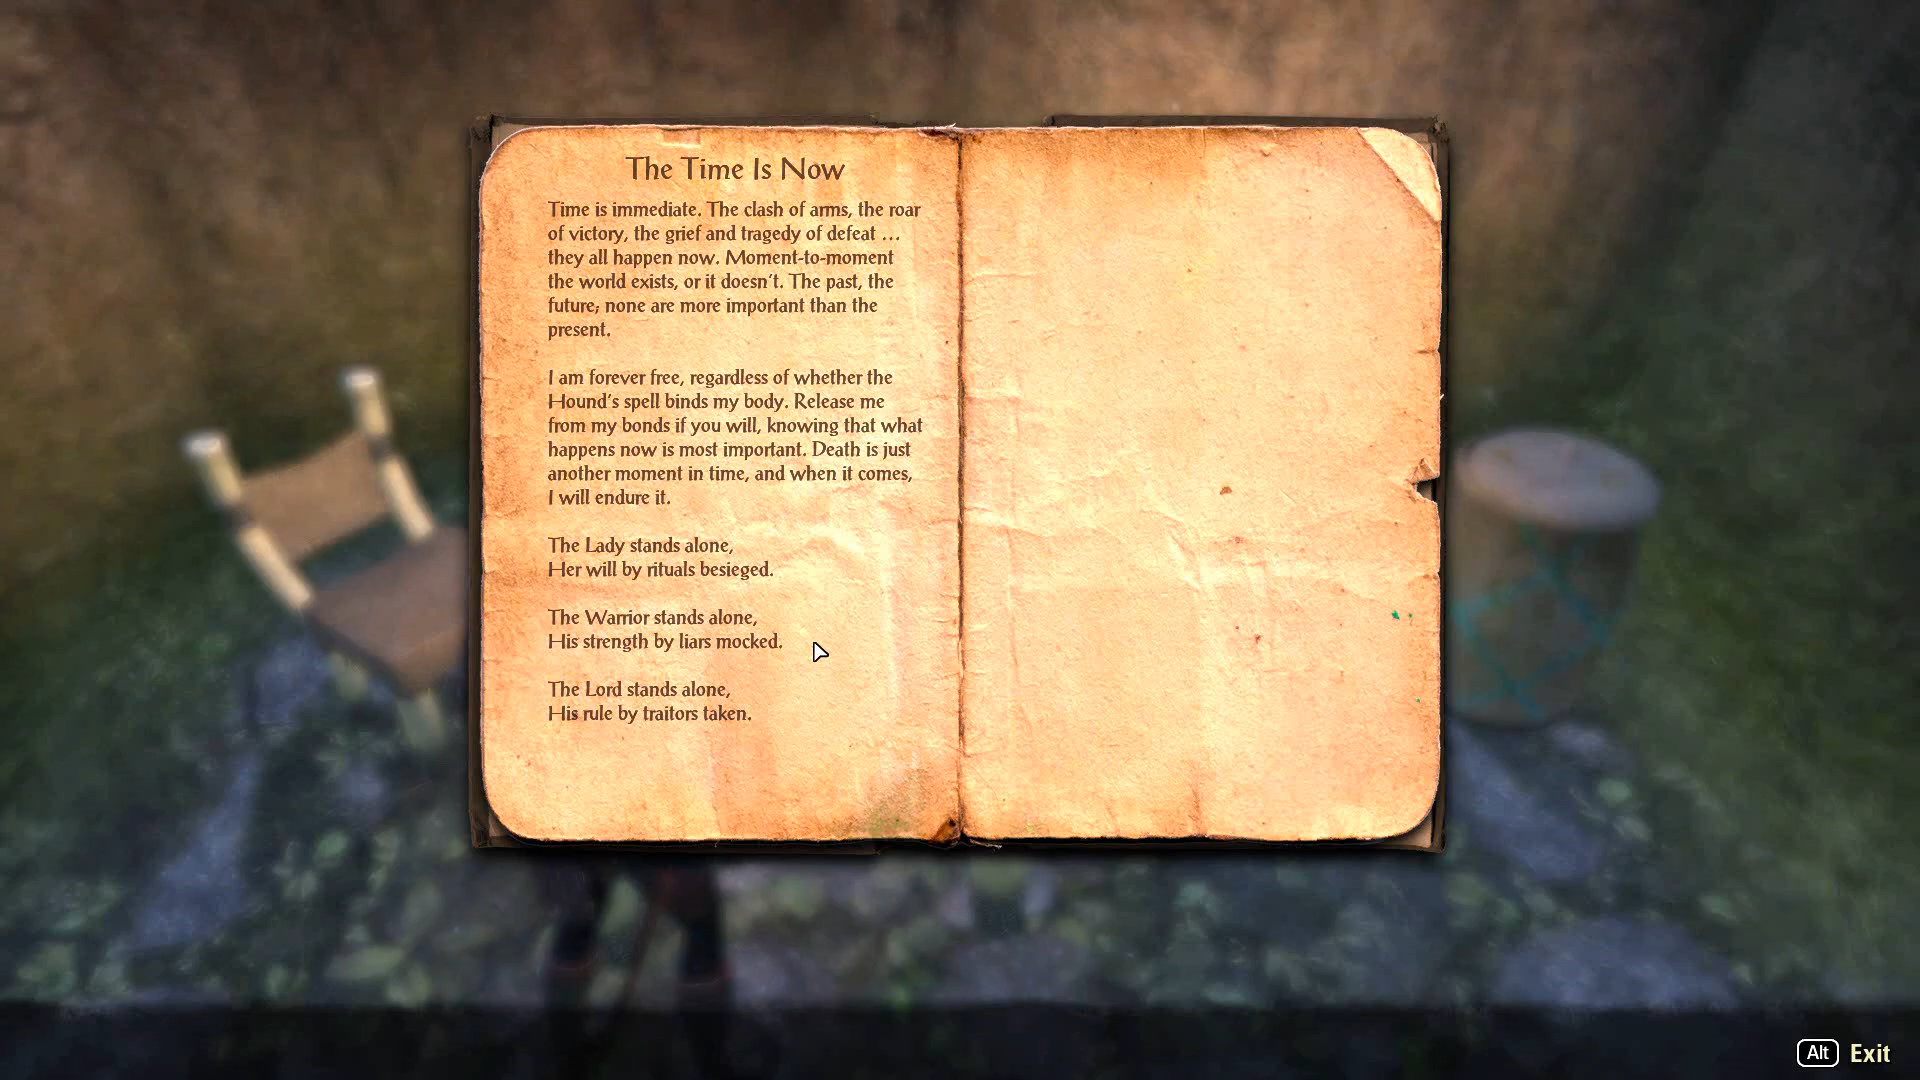 The Time Is Now
Time is immediate. The clash of arms, the roar
of victory, the grief and tragedy of defeat ...
they all happen now. Moment-to-moment
the world exists, or it doesn't. The past, the
future; none are more important than the
present.
I am forever free, regardless of whether the
Hound's spell binds my body. Release me
from my bonds if you will, knowing that what
happens now is most important. Death is just
another moment in time, and when it comes,
I will endure it.
The Lady stands alone,
Her will by rituals besieged.
The Warrior stands alone,
His strength by liars mocked.
The Lord stands alone,
His rule by traitors taken.
Alt Exit